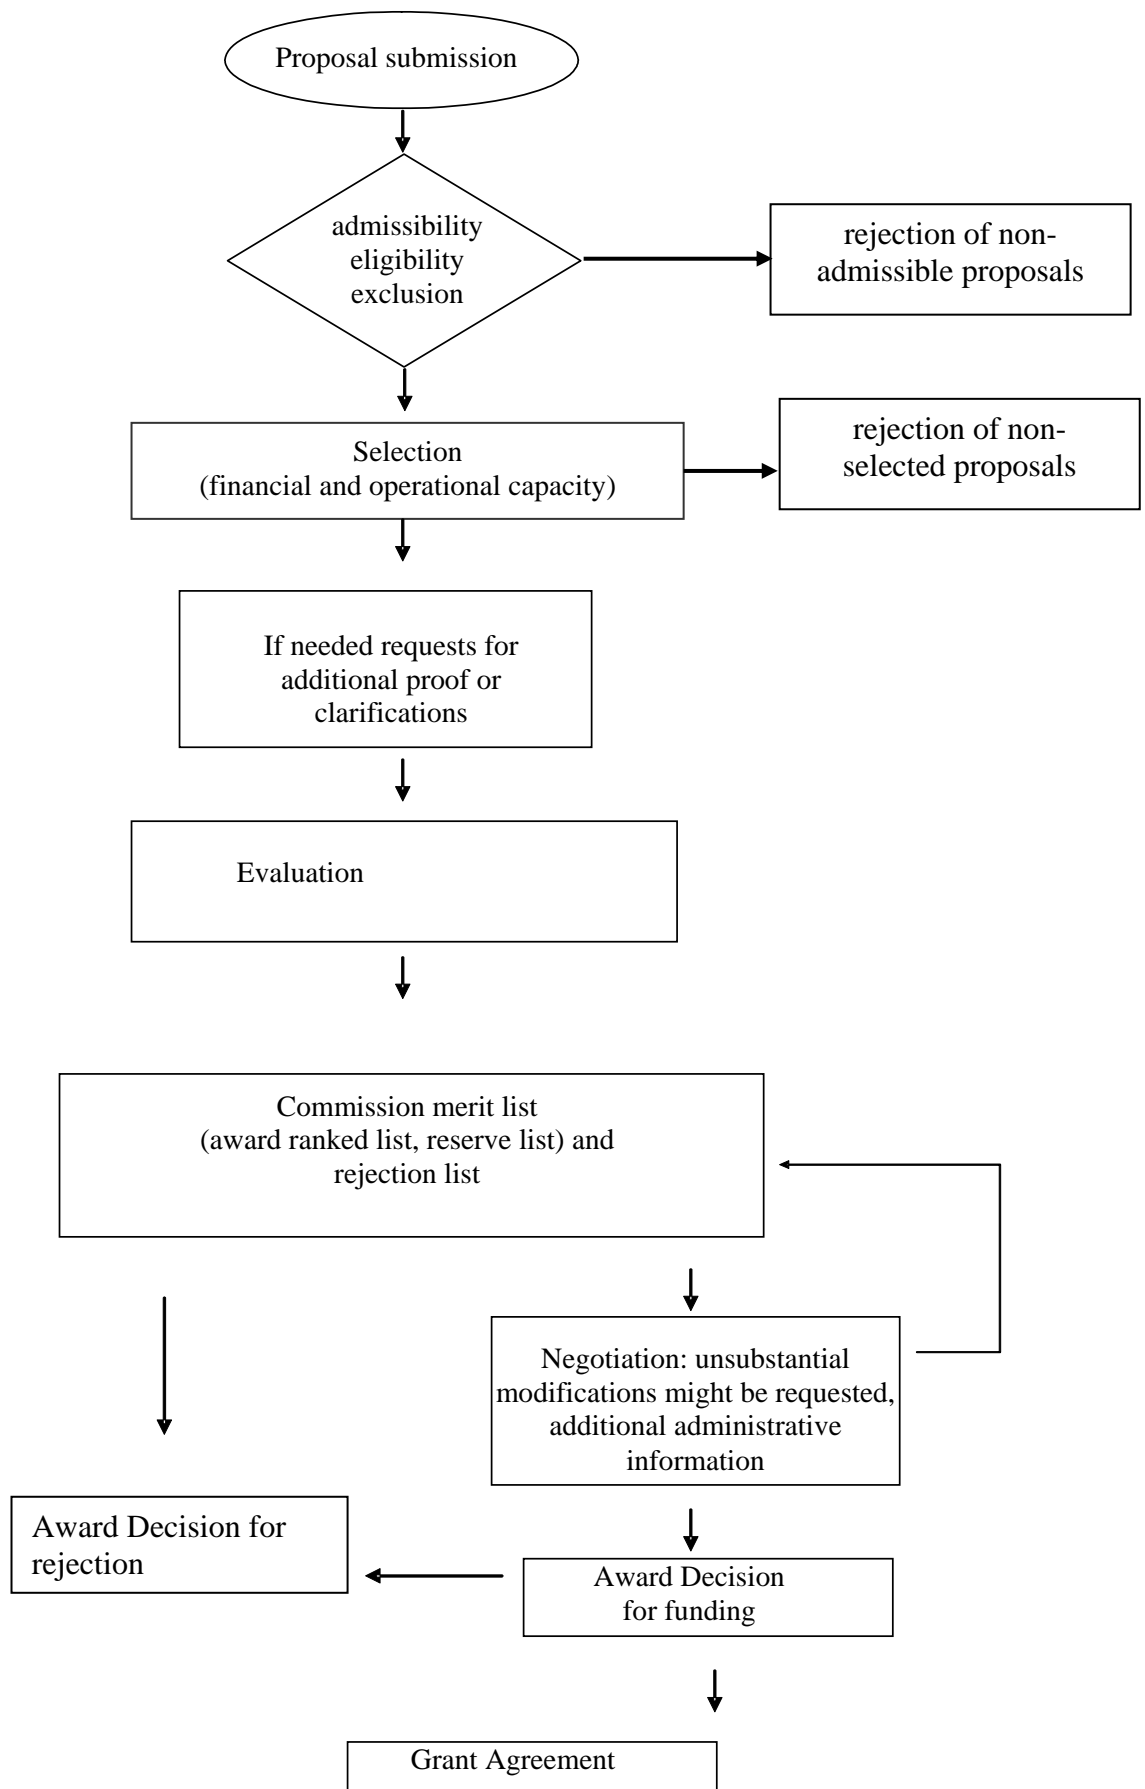 Proposal submission
admissibility
eligibility
exclusion
rejection of non-
admissible proposals
Selection
(financial and operational capacity)
rejection of non-
selected proposals
If needed requests for
additional proof or
clarifications
Evaluation
Commission merit list
(award ranked list, reserve list) and
rejection list
Negotiation: unsubstantial
modifications might be requested,
additional administrative
information
Award Decision for
rejection
Award Decision
for funding
Grant Agreement